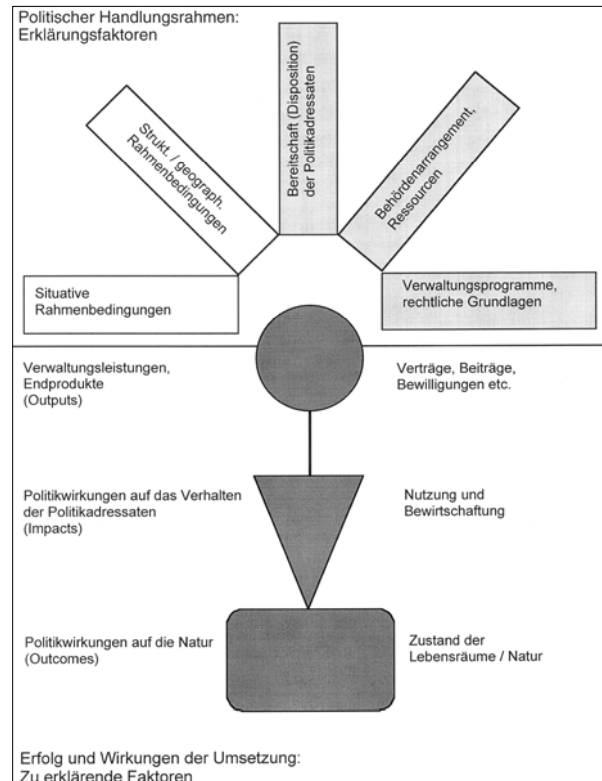 Politischer Handlungsrahmen:
Erklärungsfaktoren
Strukt. / geograph.
Rahmenbedingungen
Bereitschaft (Disposition)
der Politikadressaten
Behördenarrangement,
Ressourcen
Situative
Rahmenbedingungen
Verwaltungsprogramme,
rechtliche Grundlagen
Verwaltungsleistungen,
Endprodukte
(Outputs)
Verträge, Beiträge,
Bewilligungen etc.
Politikwirkungen auf das Verhalten
der Politikadressaten
(Impacts)
Nutzung und
Bewirtschaftung
Politikwirkungen auf die Natur
(Outcomes)
Zustand der
Lebensräume / Natur
Erfolg und Wirkungen der Umsetzung:
Zu erklärende Faktoren